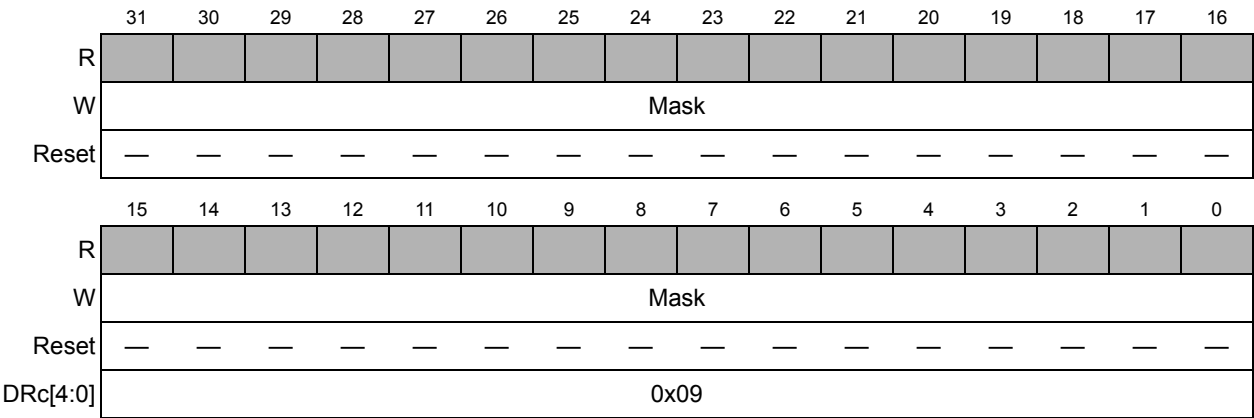 31 30 29 28 27 26 25 24 23 22 21 20 19 18 17 16
R
W Mask
Reset — — — — — — — — — — — — — — — —
15 14 13 12 11 10 9 8 7 6 5 4 3 2 1 0
R
W Mask
Reset — — — — — — — — — — — — — — — —
DRc[4:0] 0x09